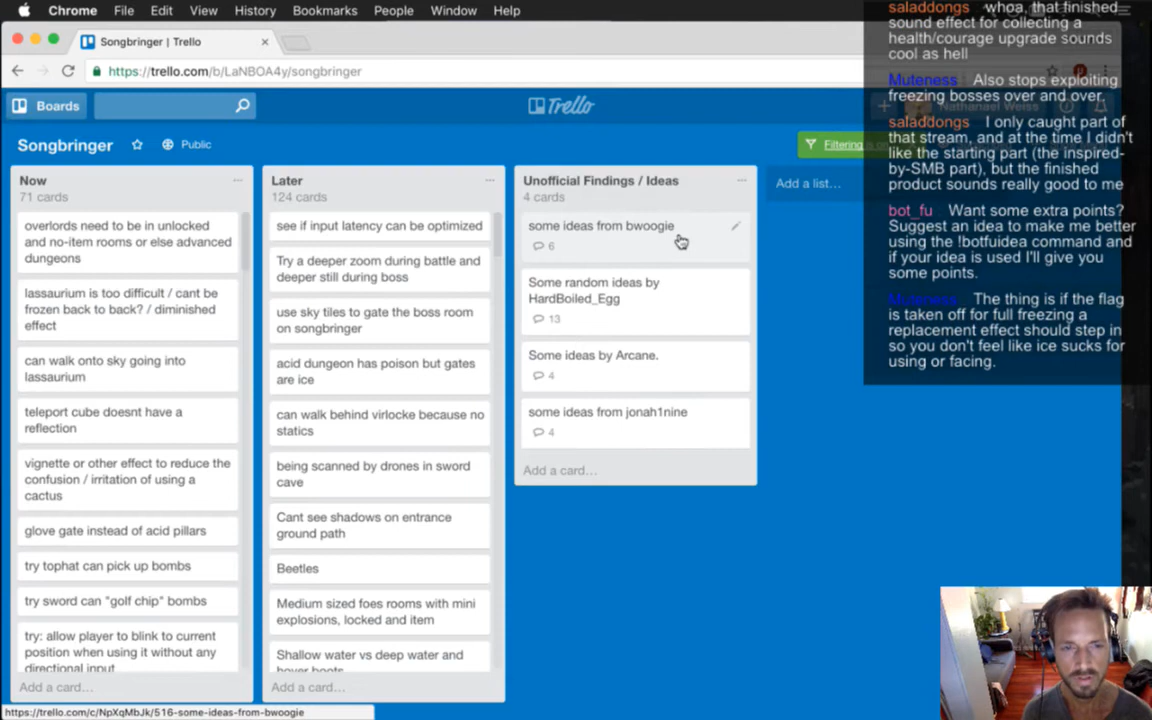 Chrome File Edit View History Bookmarks People Window Help
Songbringer | Trello
https://trello.com/b/LaNBOA4y/songbringer
Boards
Trello
Nathanael Weiss
Songbringer
Public
Filtering is on
Now
71 cards
overlords need to be in unlocked
and no-item rooms or else advanced
dungeons
lassaurium is too difficult / cant be
frozen back to back? / diminished
effect
can walk onto sky going into
lassaurium
teleport cube doesnt have a
reflection
vignette or other effect to reduce the
confusion / irritation of using a
cactus
glove gate instead of acid pillars
try tophat can pick up bombs
try sword can "golf chip" bombs
try: allow player to blink to current
position when using it without any
directional input
Add a card…
Later
124 cards
see if input latency can be optimized
Try a deeper zoom during battle and
deeper still during boss
use sky tiles to gate the boss room
on songbringer
acid dungeon has poison but gates
are ice
can walk behind virlocke because no
statics
being scanned by drones in sword
cave
Cant see shadows on entrance
ground path
Beetles
Medium sized foes rooms with mini
explosions, locked and item
Shallow water vs deep water and
hover boots
Add a card…
Unofficial Findings / Ideas
4 cards
some ideas from bwoogie
6
Some random ideas by
HardBoiled_Egg
13
Some ideas by Arcane.
4
some ideas from jonah1nine
4
Add a card…
Add a list…
saladdongs whoa, that finished
sound effect for collecting a
health/courage upgrade sounds
cool as hell
Muteness Also stops exploiting
freezing bosses over and over.
saladdongs I only caught part of
that stream, and at the time I didn't
like the starting part (the inspired-
by-SMB part), but the finished
product sounds really good to me
bot_fu Want some extra points?
Suggest an idea to make me better
using the !botfuidea command and
if your idea is used I'll give you
some points.
Muteness The thing is if the flag
is taken off for full freezing a
replacement effect should step in
so you don't feel like ice sucks for
using or facing.
https://trello.com/c/NpXqMbJk/516-some-ideas-from-bwoogie